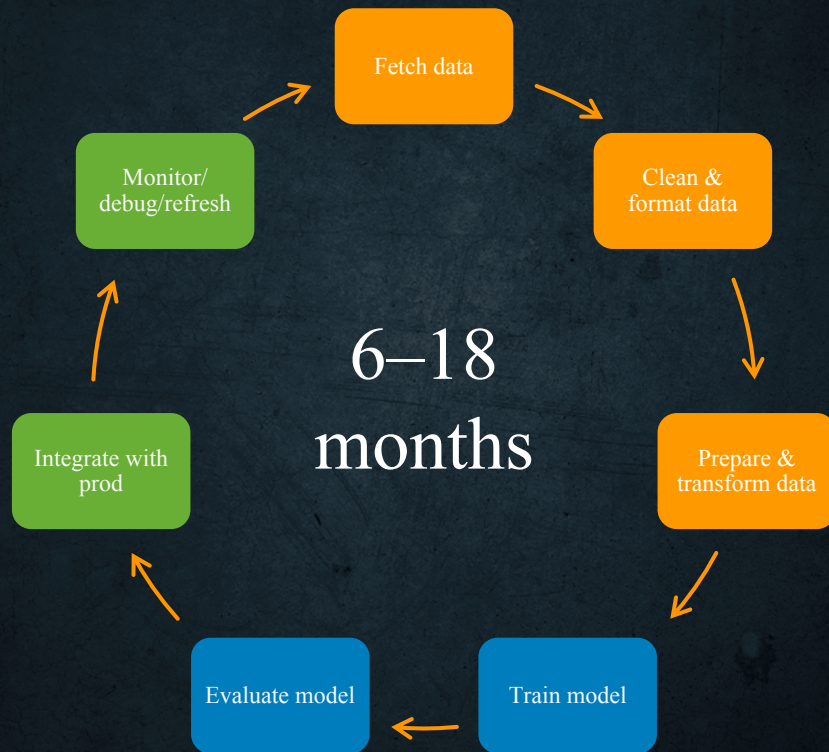 Fetch data
Clean &
format data
Prepare &
transform data
Train model
Evaluate model
Integrate with
prod
Monitor/
debug/refresh
6–18
months